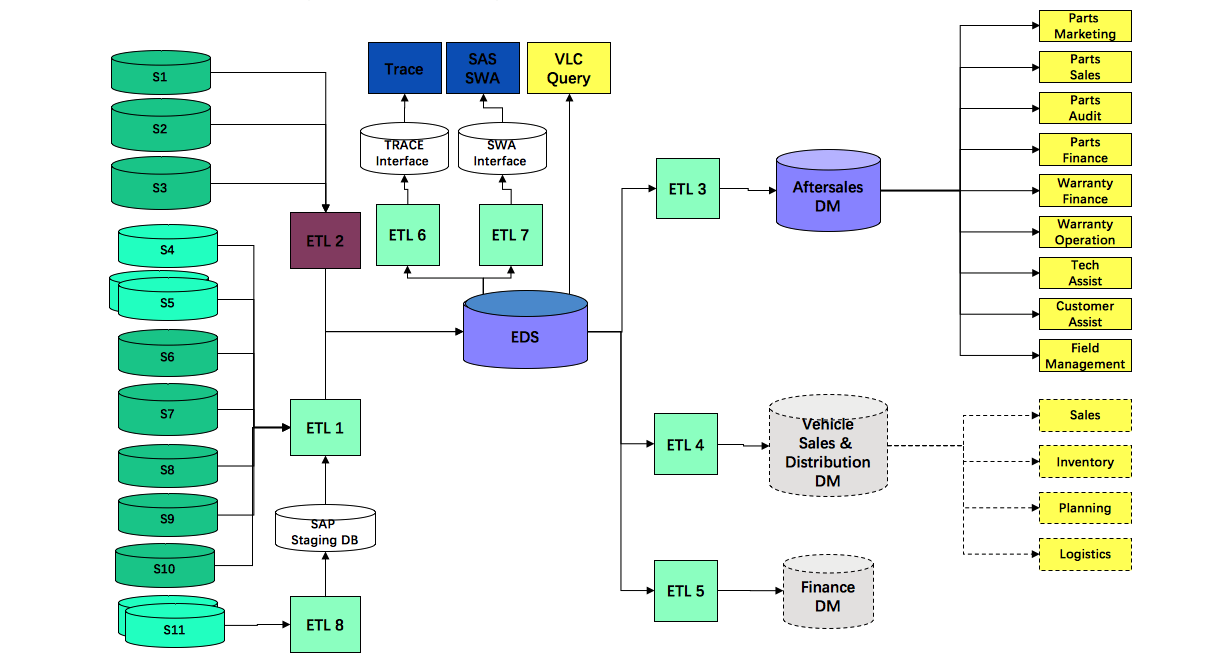 S1
S2
S3
S4
S5
S6
S7
S8
S9
S10
S11
ETL 2
ETL 1
SAP
Staging DB
ETL 8
Trace
SAS
SWA
VLC
Query
TRACE
Interface
SWA
Interface
ETL 6
ETL 7
EDS
ETL 3
ETL 4
ETL 5
Aftersales
DM
Vehicle
Sales &
Distribution
DM
Finance
DM
Parts
Marketing
Parts
Sales
Parts
Audit
Parts
Finance
Warranty
Finance
Warranty
Operation
Tech
Assist
Customer
Assist
Field
Management
Sales
Inventory
Planning
Logistics